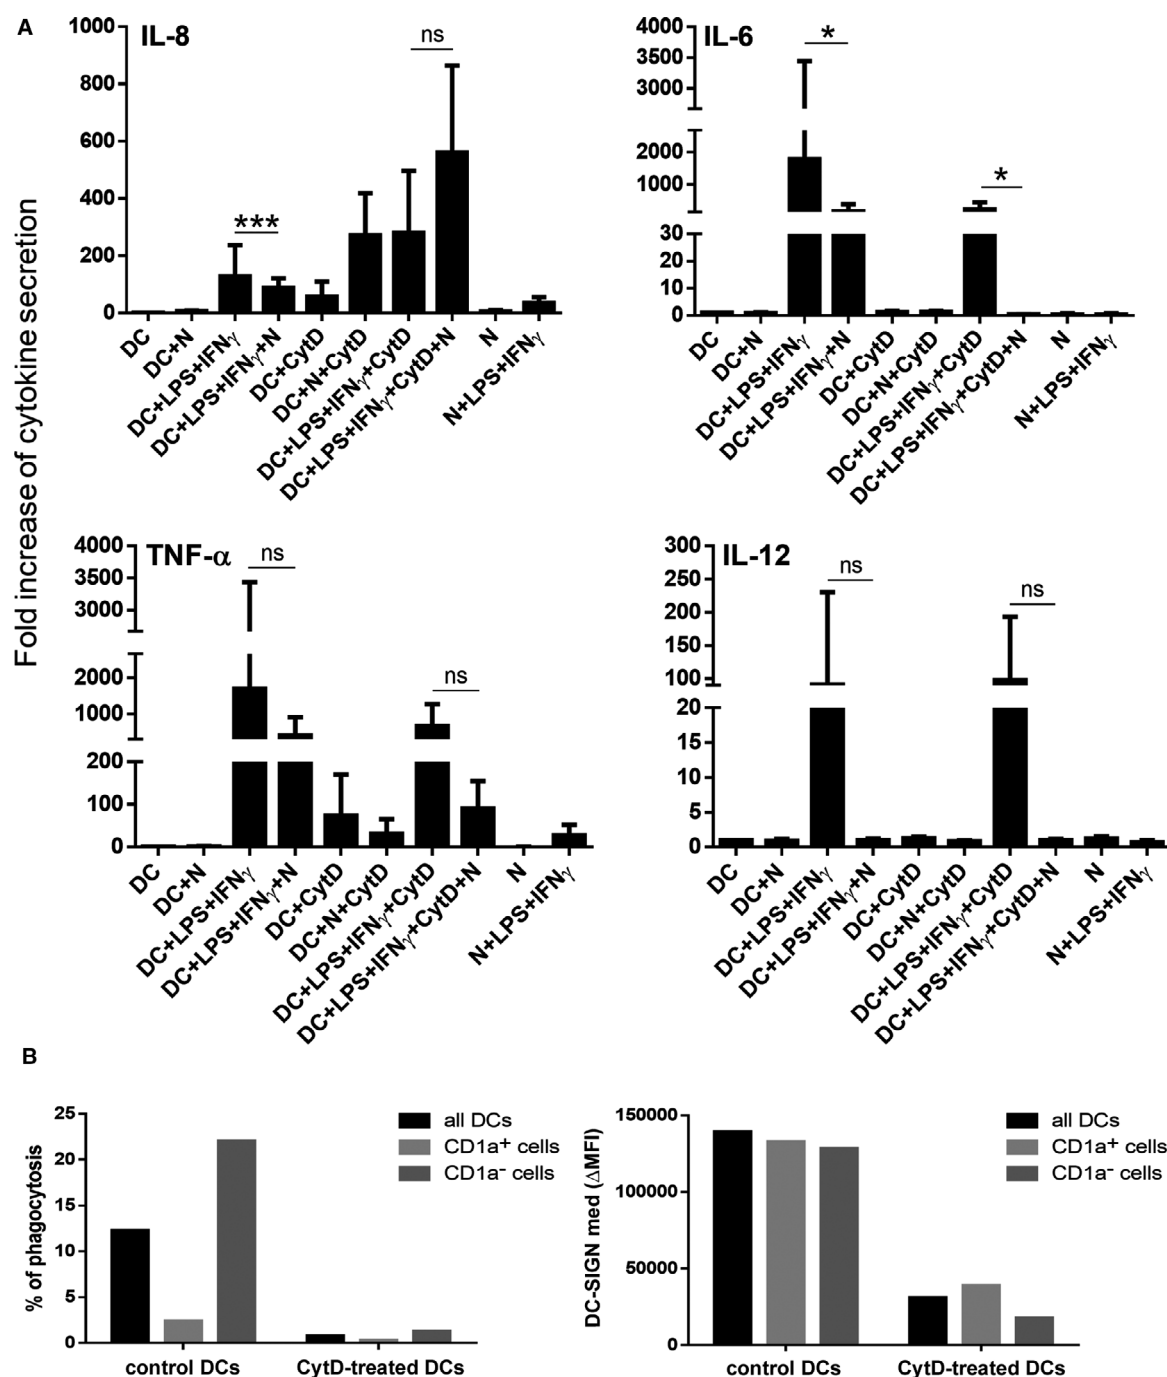 A
Fold increase of cytokine secretion
IL-8
1000
800
600
400
200
0
***
ns
DC
DC+N
DC+LPS+IFNγ
DC+LPS+IFNγ+N
DC+CytD
DC+N+CytD
DC+LPS+IFNγ+CytD
DC+LPS+IFNγ+CytD+N
N
N+LPS+IFNγ
IL-6
4000
3500
3000
2000
1000
30
20
10
0
*
*
DC
DC+N
DC+LPS+IFNγ
DC+LPS+IFNγ+N
DC+CytD
DC+N+CytD
DC+LPS+IFNγ+CytD
DC+LPS+IFNγ+CytD+N
N
N+LPS+IFNγ
TNF-α
4000
3500
3000
2000
1000
200
100
0
ns
ns
DC
DC+N
DC+LPS+IFNγ
DC+LPS+IFNγ+N
DC+CytD
DC+N+CytD
DC+LPS+IFNγ+CytD
DC+LPS+IFNγ+CytD+N
N
N+LPS+IFNγ
IL-12
300
250
200
150
100
20
15
10
5
0
ns
ns
DC
DC+N
DC+LPS+IFNγ
DC+LPS+IFNγ+N
DC+CytD
DC+N+CytD
DC+LPS+IFNγ+CytD
DC+LPS+IFNγ+CytD+N
N
N+LPS+IFNγ
B
% of phagocytosis
25
20
15
10
5
0
all DCs
CD1a+ cells
CD1a- cells
control DCs
CytD-treated DCs
DC-SIGN med (ΔMFI)
150000
100000
50000
0
all DCs
CD1a+ cells
CD1a- cells
control DCs
CytD-treated DCs